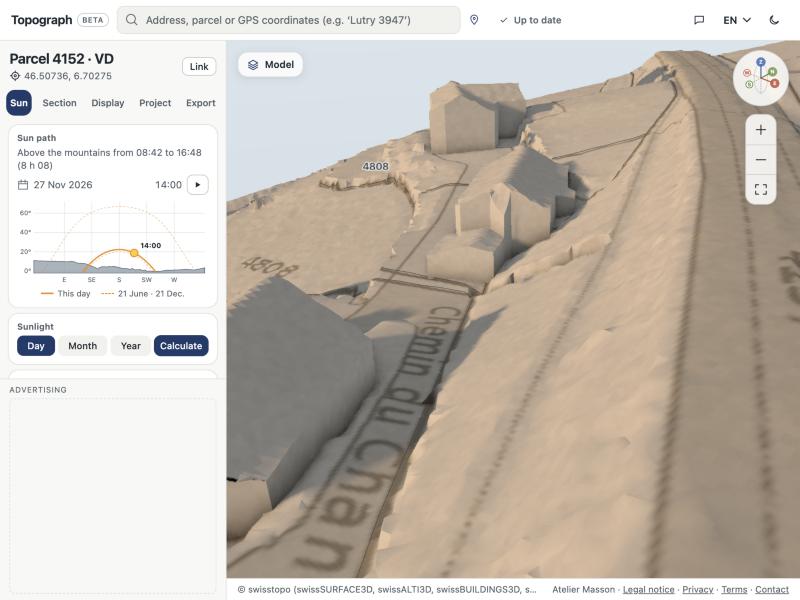 Topograph BETA
Address, parcel or GPS coordinates (e.g. ‘Lutry 3947’)
Up to date
EN
Parcel 4152 · VD
46.50736, 6.70275
Link
Sun Section Display Project Export
Sun path
Above the mountains from 08:42 to 16:48
(8 h 08)
27 Nov 2026
14:00
60°
40°
20°
0°
14:00
E SE S SW W
This day
21 June · 21 Dec.
Sunlight
Day Month Year Calculate
ADVERTISING
Model
4808
4808
Chemin du Chân
Z
N
W
S
E
© swisstopo (swissSURFACE3D, swissALTI3D, swissBUILDINGS3D, s…
Atelier Masson · Legal notice · Privacy · Terms · Contact